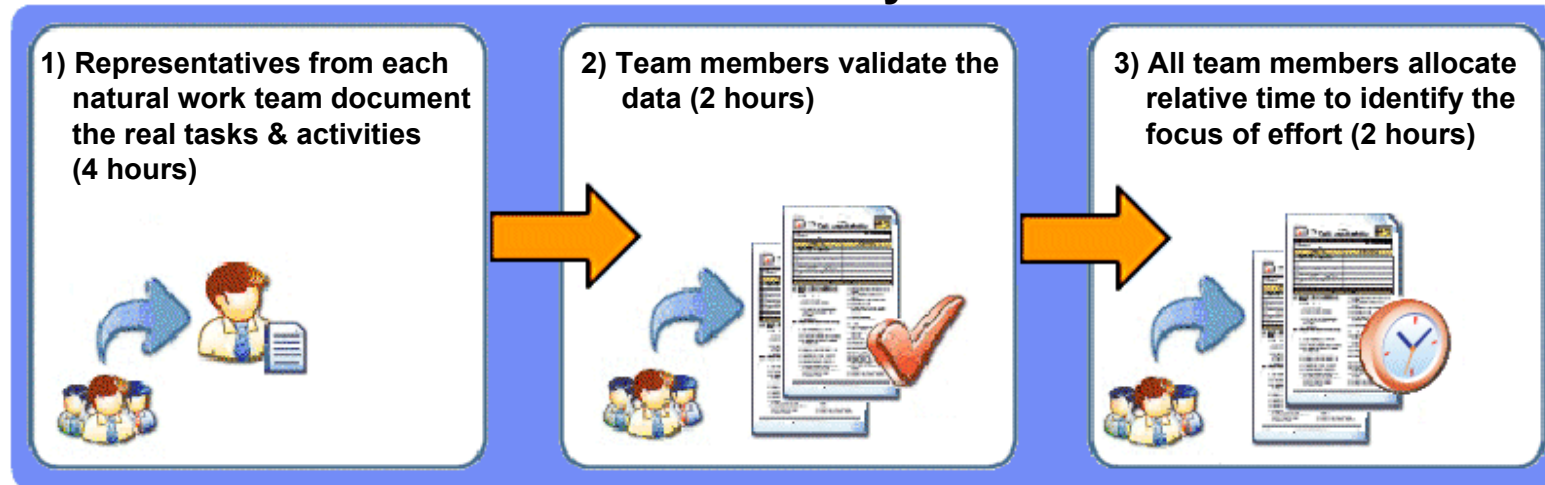 1) Representatives from each
natural work team document
the real tasks & activities
(4 hours)
2) Team members validate the
data (2 hours)
3) All team members allocate
relative time to identify the
focus of effort (2 hours)